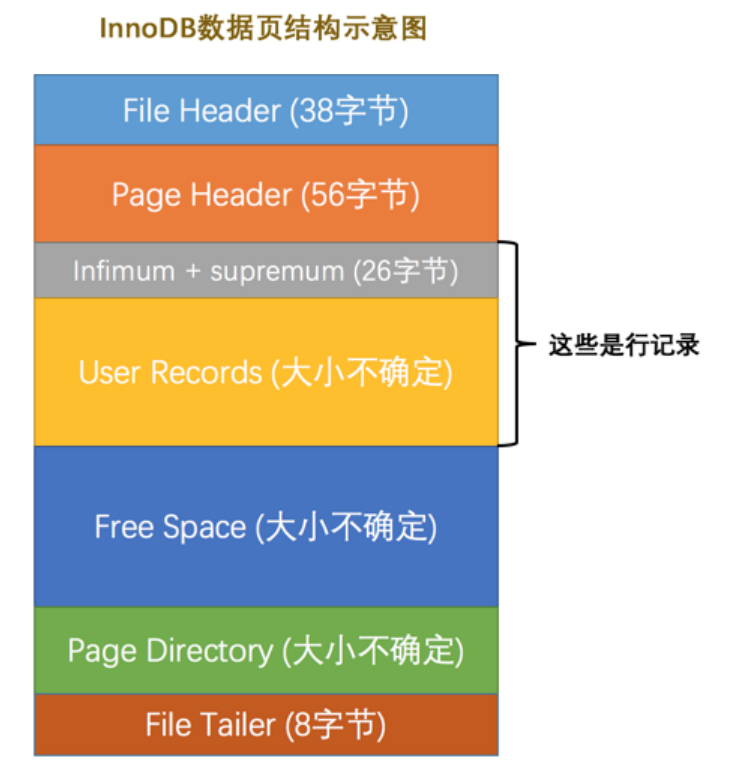 InnoDB数据页结构示意图
File Header (38字节)
Page Header (56字节)
Infimum + supremum (26字节)
这些是行记录
User Records (大小不确定)
Free Space (大小不确定)
Page Directory (大小不确定)
File Tailer (8字节)